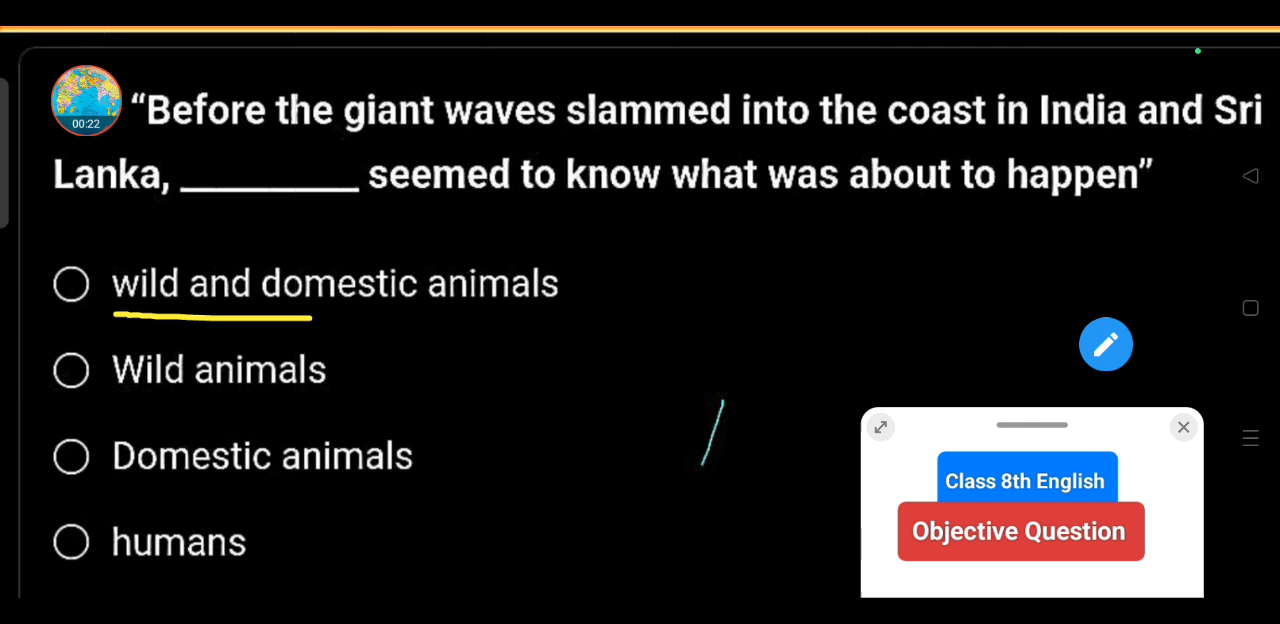 “Before the giant waves slammed into the coast in India and Sri
Lanka, __________ seemed to know what was about to happen”
00:22
wild and domestic animals
Wild animals
Domestic animals
humans
Class 8th English
Objective Question